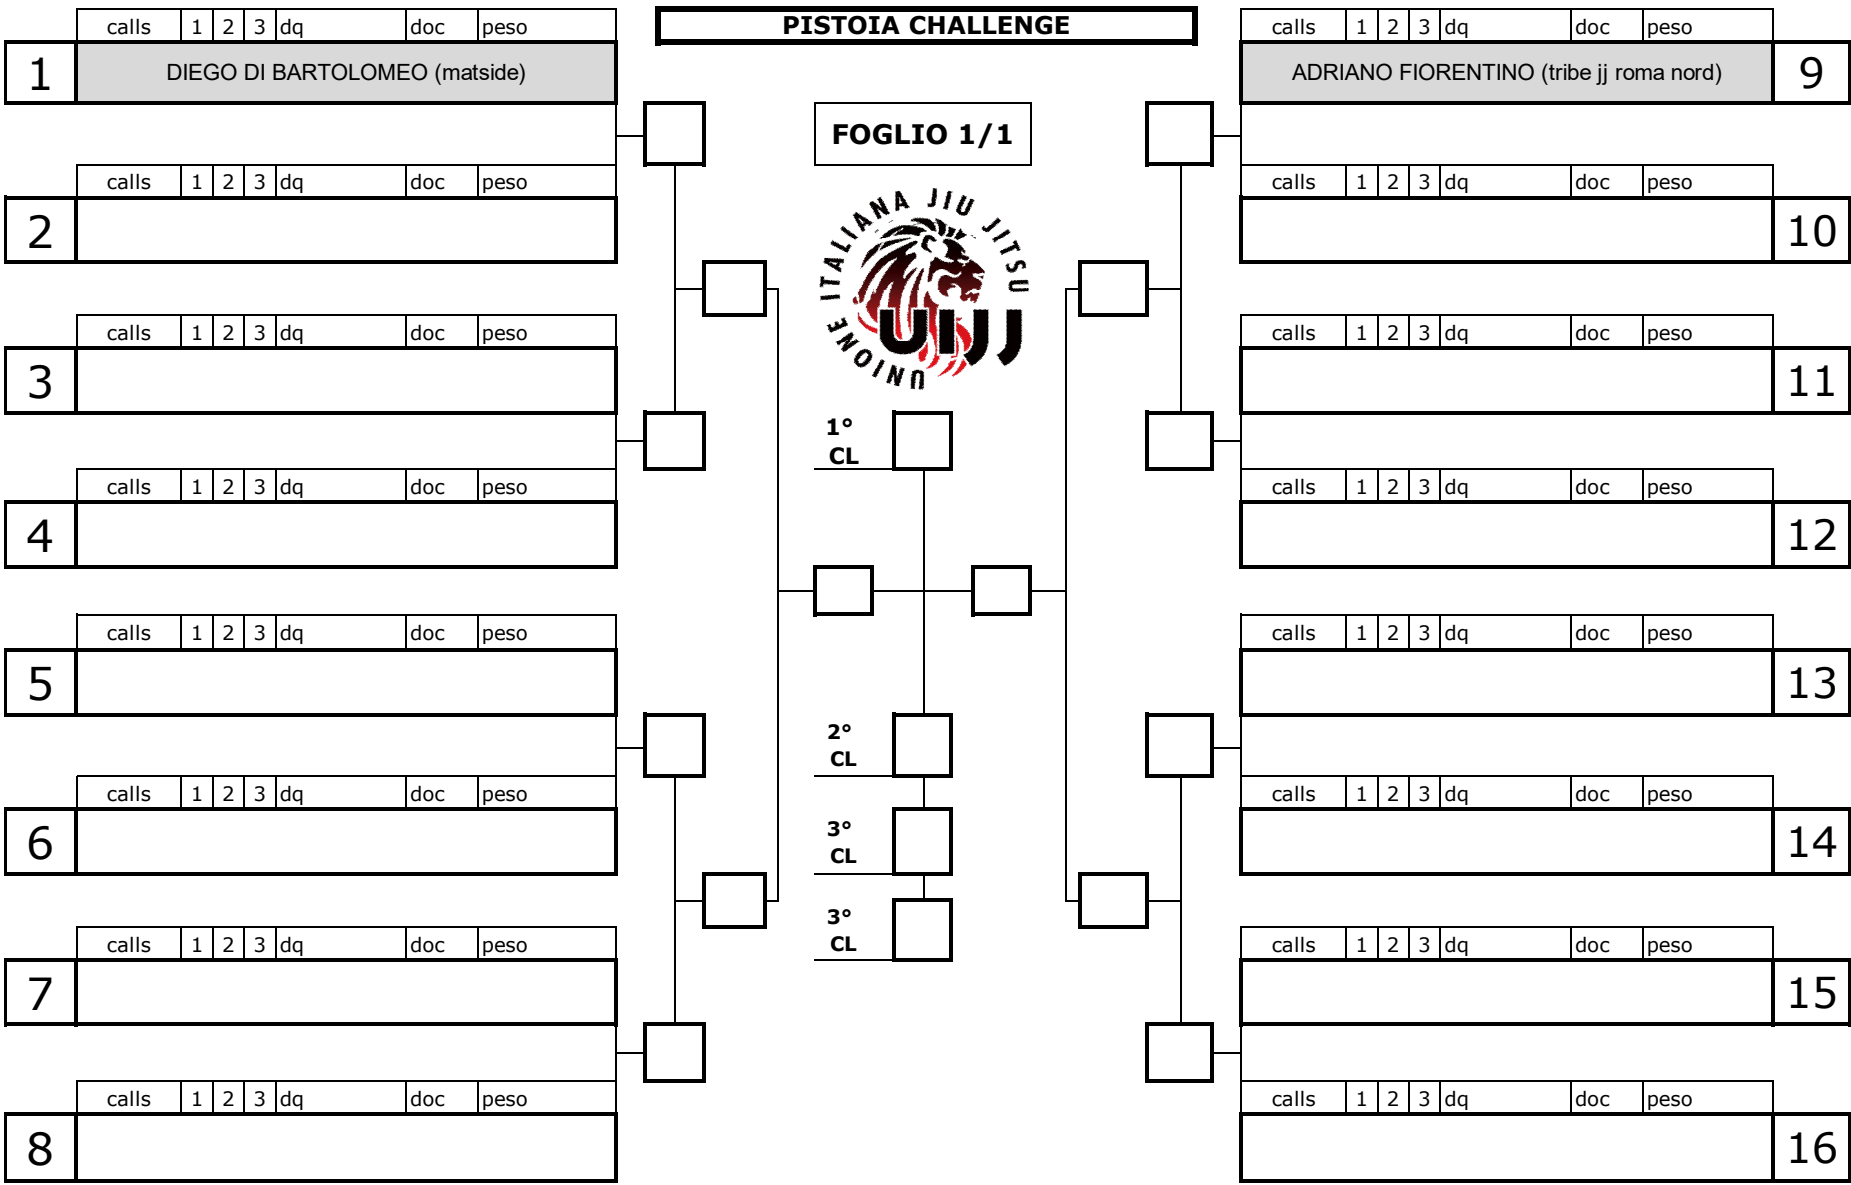 PISTOIA CHALLENGE
FOGLIO 1/1
UNIONE ITALIANA JIU JITSU
UIJJ
calls 1 2 3 dq doc peso
1 DIEGO DI BARTOLOMEO (matside)
calls 1 2 3 dq doc peso
2
calls 1 2 3 dq doc peso
3
calls 1 2 3 dq doc peso
4
calls 1 2 3 dq doc peso
5
calls 1 2 3 dq doc peso
6
calls 1 2 3 dq doc peso
7
calls 1 2 3 dq doc peso
8
1°
CL
2°
CL
3°
CL
3°
CL
calls 1 2 3 dq doc peso
ADRIANO FIORENTINO (tribe jj roma nord) 9
calls 1 2 3 dq doc peso
10
calls 1 2 3 dq doc peso
11
calls 1 2 3 dq doc peso
12
calls 1 2 3 dq doc peso
13
calls 1 2 3 dq doc peso
14
calls 1 2 3 dq doc peso
15
calls 1 2 3 dq doc peso
16